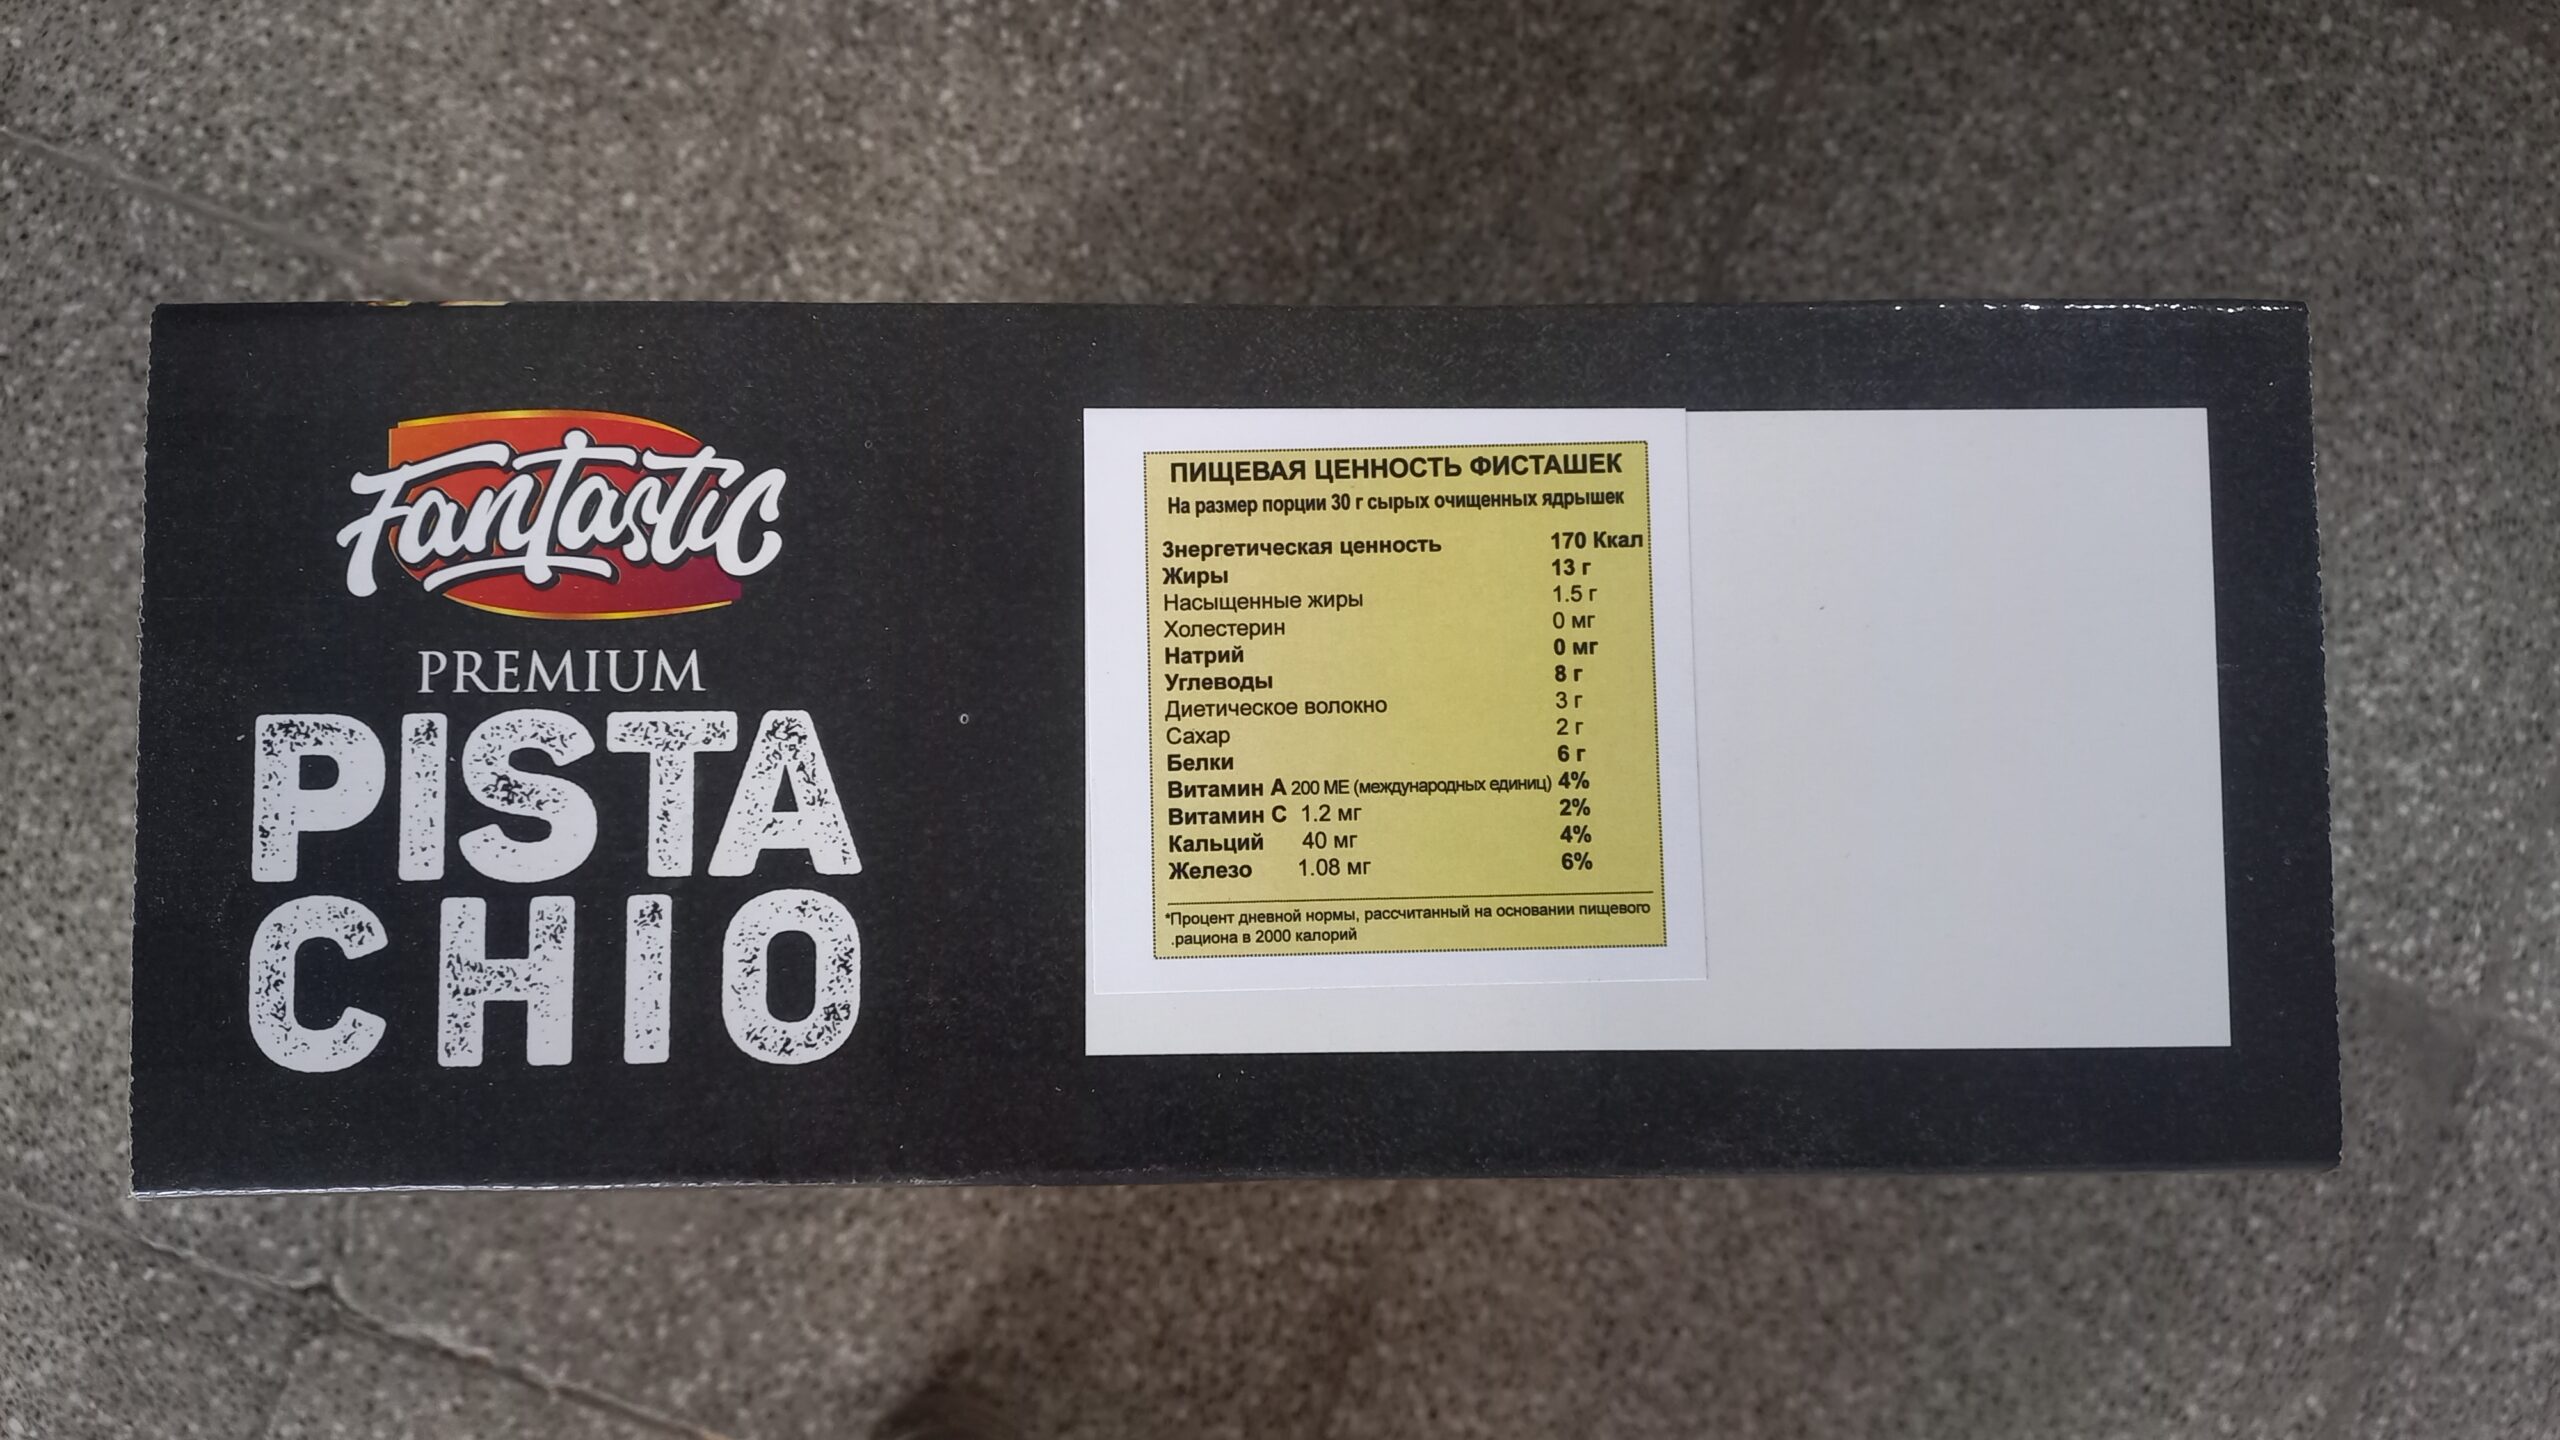 Fantastic
PREMIUM
PISTA
CHIO
ПИЩЕВАЯ ЦЕННОСТЬ ФИСТАШЕК
На размер порции 30 г сырых очищенных ядрышек
Знергетическая ценность 170 Ккал
Жиры 13 г
Насыщенные жиры 1.5 г
Холестерин 0 мг
Натрий 0 мг
Углеводы 8 г
Диетическое волокно 3 г
Сахар 2 г
Белки 6 г
Витамин А 200 МЕ (международных единиц) 4%
Витамин С 1.2 мг 2%
Кальций 40 мг 4%
Железо 1.08 мг 6%
*Процент дневной нормы, рассчитанный на основании пищевого
.рациона в 2000 калорий